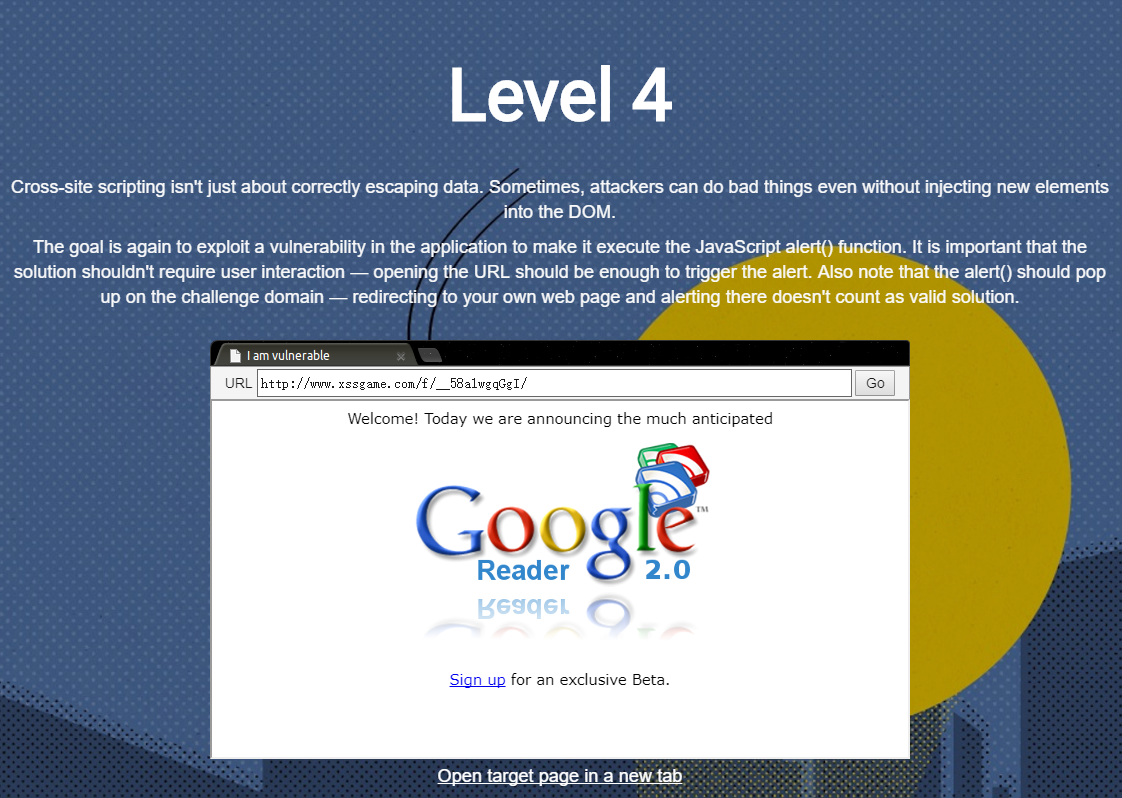 Level 4
Cross-site scripting isn't just about correctly escaping data. Sometimes, attackers can do bad things even without injecting new elements
into the DOM.
The goal is again to exploit a vulnerability in the application to make it execute the JavaScript alert() function. It is important that the
solution shouldn't require user interaction — opening the URL should be enough to trigger the alert. Also note that the alert() should pop
up on the challenge domain — redirecting to your own web page and alerting there doesn't count as valid solution.
I am vulnerable
URL http://www.xssgame.com/f/__58a1wgqGgI/ Go
Welcome! Today we are announcing the much anticipated
Google™
Reader 2.0
Sign up for an exclusive Beta.
Open target page in a new tab